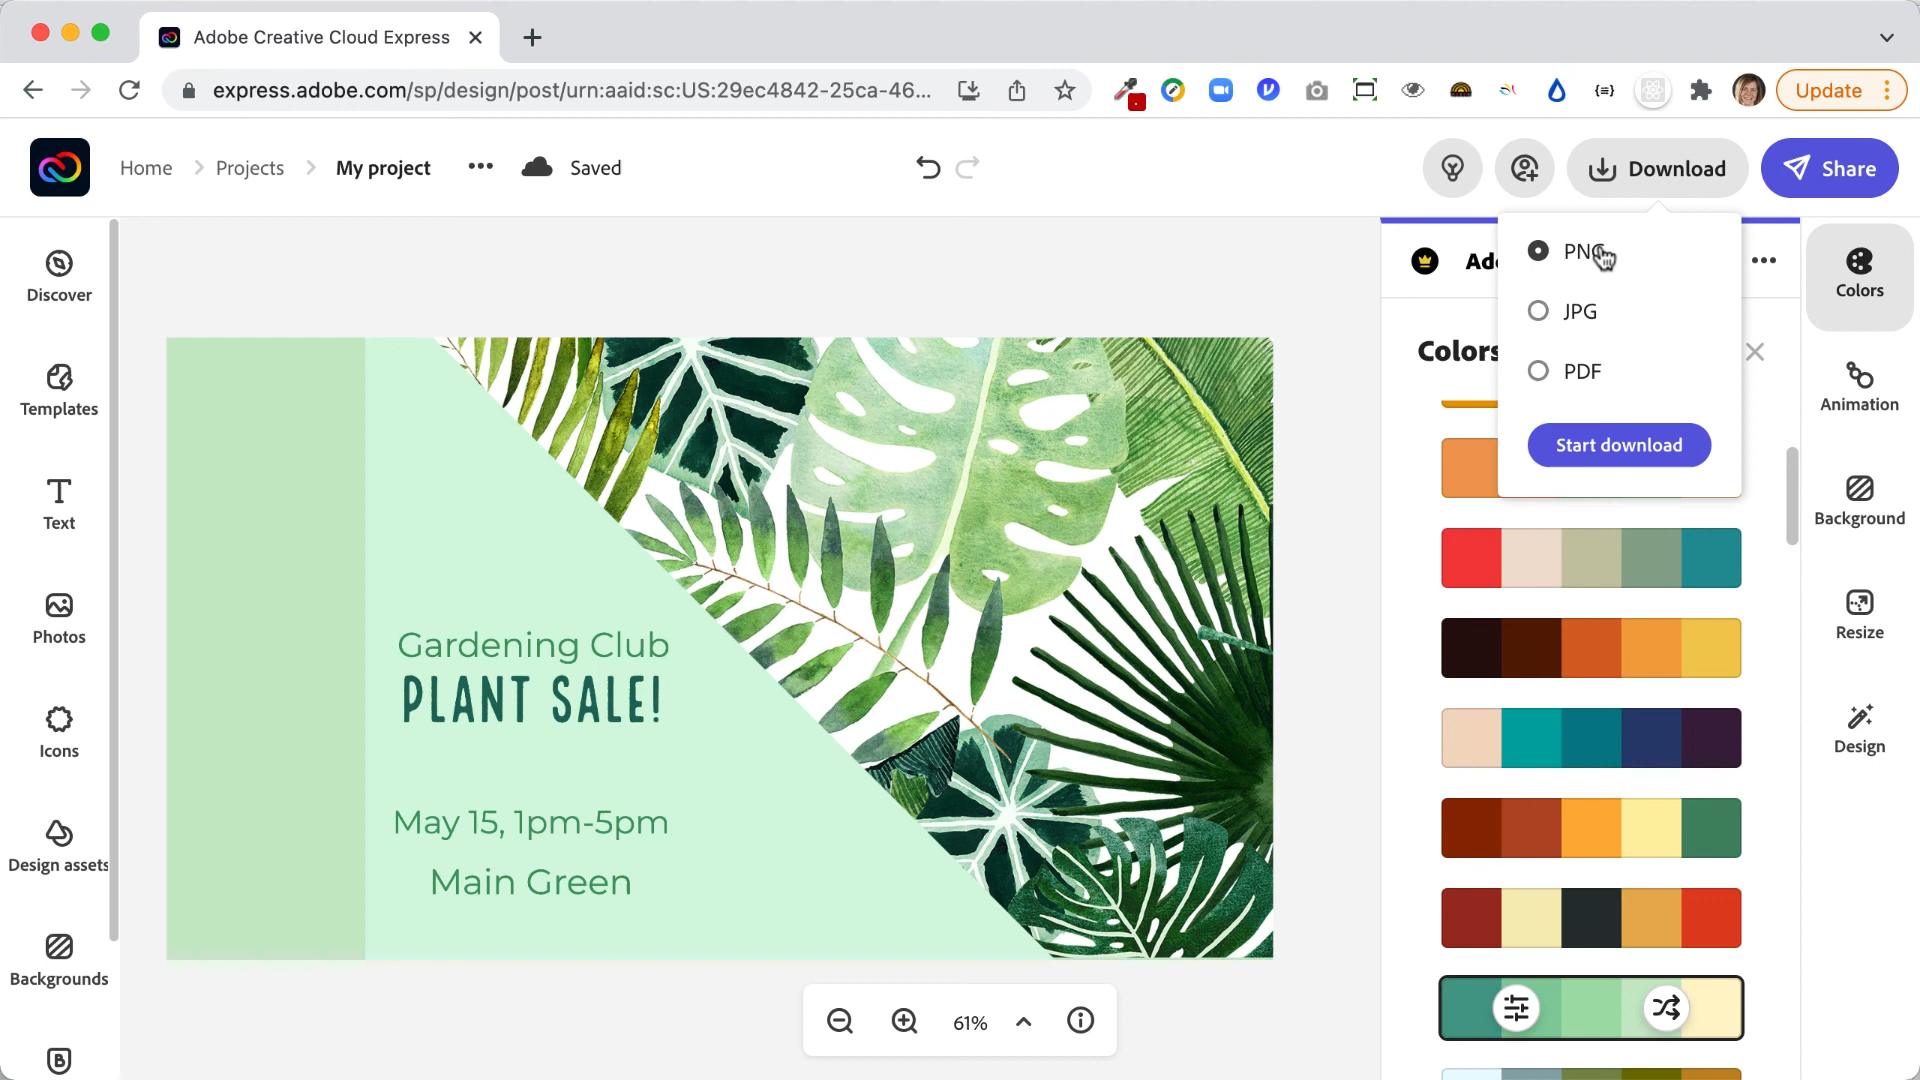 Adobe Creative Cloud Express
express.adobe.com/sp/design/post/urn:aaid:sc:US:29ec4842-25ca-46...
Update
Home
Projects
My project
Saved
Download
Share
Discover
Templates
Text
Photos
Icons
Design assets
Backgrounds
Gardening Club
PLANT SALE!
May 15, 1pm-5pm
Main Green
61%
PNG
JPG
PDF
Start download
Colors
Colors
Animation
Background
Resize
Design